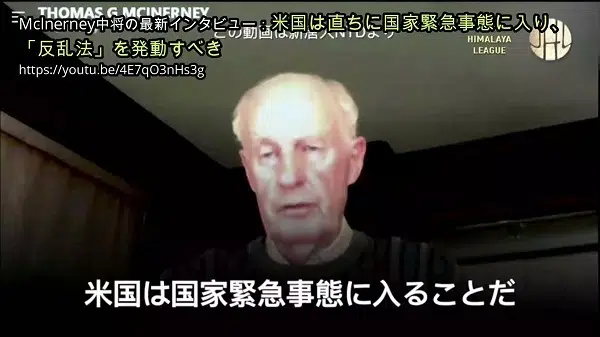 THOMAS G MCINERNEY
McInerney中将の最新インタビュー：米国は直ちに国家緊急事態に入り、
「反乱法」を発動すべき
https://youtu.be/4E7qO3nHs3g
この動画は新唐人NTDより
HIMALAYA
LEAGUE
米国は国家緊急事態に入ることだ